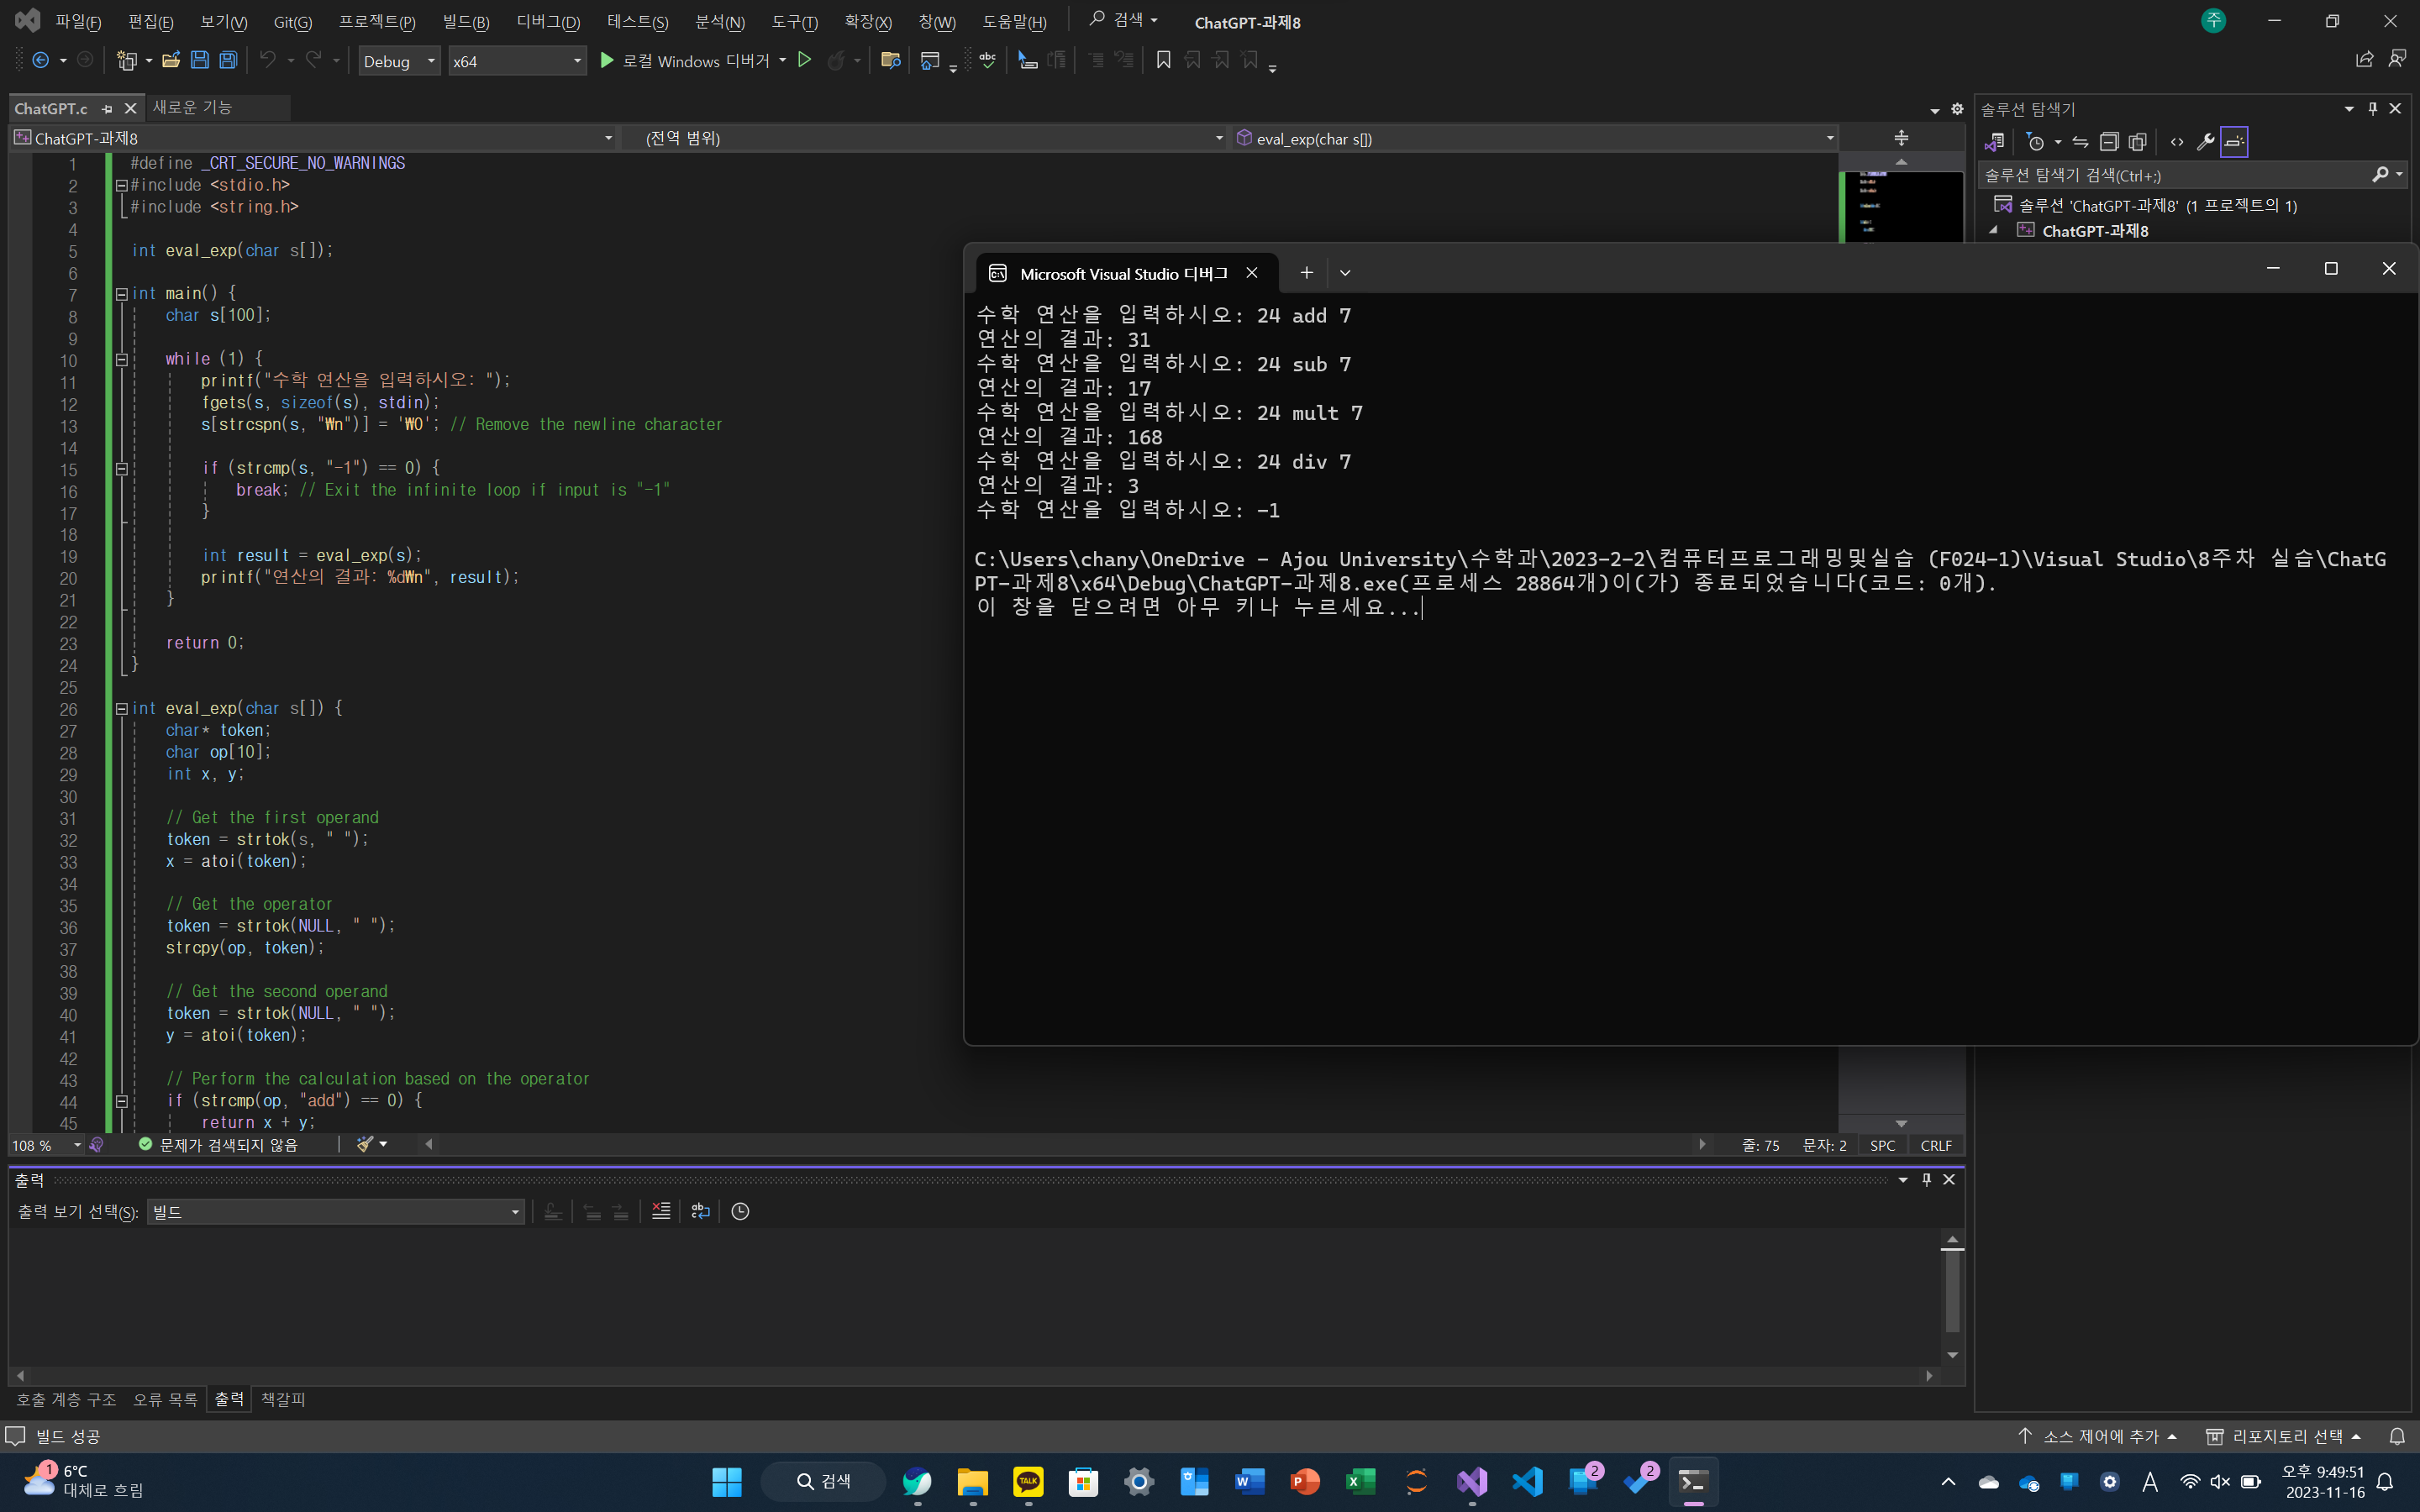 파일(F) 편집(E) 보기(V) Git(G) 프로젝트(P) 빌드(B) 디버그(D) 테스트(S) 분석(N) 도구(T) 확장(X) 창(W) 도움말(H) 검색 ChatGPT-과제8 주
Debug x64 로컬 Windows 디버거
ChatGPT.c 새로운 기능
ChatGPT-과제8 (전역 범위) eval_exp(char s[])
1 #define _CRT_SECURE_NO_WARNINGS
2 #include <stdio.h>
3 #include <string.h>
4
5 int eval_exp(char s[]);
6
7 int main() {
8 char s[100];
9
10 while (1) {
11 printf("수학 연산을 입력하시오: ");
12 fgets(s, sizeof(s), stdin);
13 s[strcspn(s, "₩n")] = '₩0'; // Remove the newline character
14
15 if (strcmp(s, "-1") == 0) {
16 break; // Exit the infinite loop if input is "-1"
17 }
18
19 int result = eval_exp(s);
20 printf("연산의 결과: %d₩n", result);
21 }
22
23 return 0;
24 }
25
26 int eval_exp(char s[]) {
27 char* token;
28 char op[10];
29 int x, y;
30
31 // Get the first operand
32 token = strtok(s, " ");
33 x = atoi(token);
34
35 // Get the operator
36 token = strtok(NULL, " ");
37 strcpy(op, token);
38
39 // Get the second operand
40 token = strtok(NULL, " ");
41 y = atoi(token);
42
43 // Perform the calculation based on the operator
44 if (strcmp(op, "add") == 0) {
45 return x + y;
108 % 문제가 검색되지 않음 줄: 75 문자: 2 SPC CRLF
솔루션 탐색기
솔루션 탐색기 검색(Ctrl+;)
솔루션 'ChatGPT-과제8' (1 프로젝트의 1)
ChatGPT-과제8
Microsoft Visual Studio 디버그
수학 연산을 입력하시오: 24 add 7
연산의 결과: 31
수학 연산을 입력하시오: 24 sub 7
연산의 결과: 17
수학 연산을 입력하시오: 24 mult 7
연산의 결과: 168
수학 연산을 입력하시오: 24 div 7
연산의 결과: 3
수학 연산을 입력하시오: -1
C:\Users\chany\OneDrive - Ajou University\수학과\2023-2-2\컴퓨터프로그래밍및실습 (F024-1)\Visual Studio\8주차 실습\ChatG
PT-과제8\x64\Debug\ChatGPT-과제8.exe(프로세스 28864개)이(가) 종료되었습니다(코드: 0개).
이 창을 닫으려면 아무 키나 누르세요...
출력
출력 보기 선택(S): 빌드
호출 계층 구조 오류 목록 출력 책갈피
빌드 성공 소스 제어에 추가 리포지토리 선택
1 6°C
대체로 흐림
검색 TALK 2 2 A
오후 9:49:51
2023-11-16